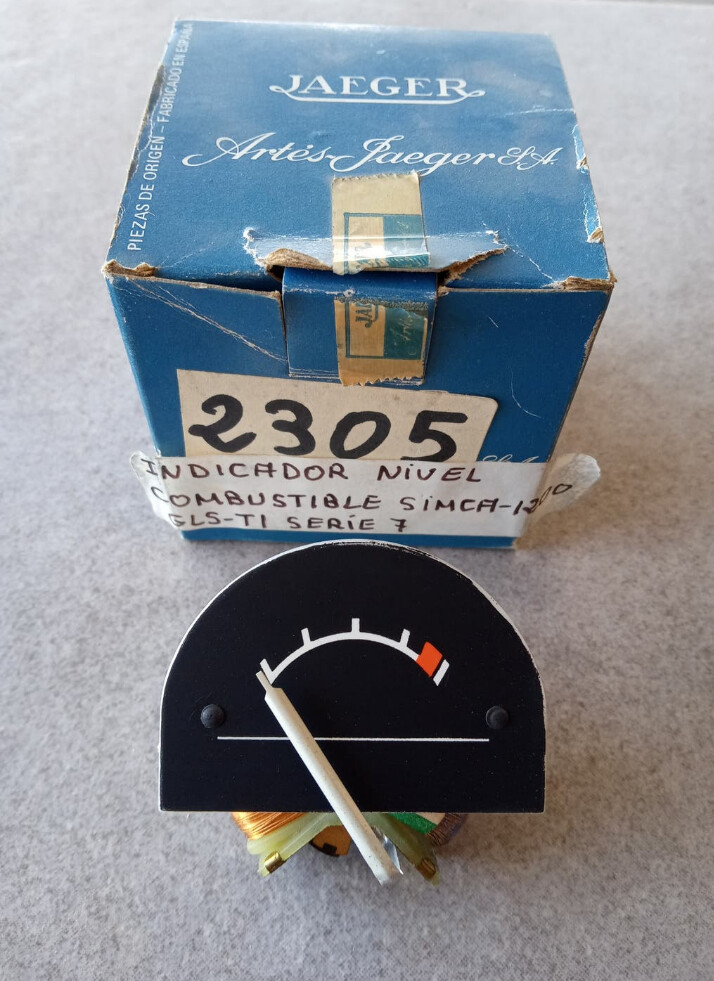 JAEGER
Artés-Jaeger S.A.
PIEZAS DE ORIGEN - FABRICADO EN ESPAÑA
2305
INDICADOR NIVEL
COMBUSTIBLE SIMCA-1200
GLS-TI SERIE 7